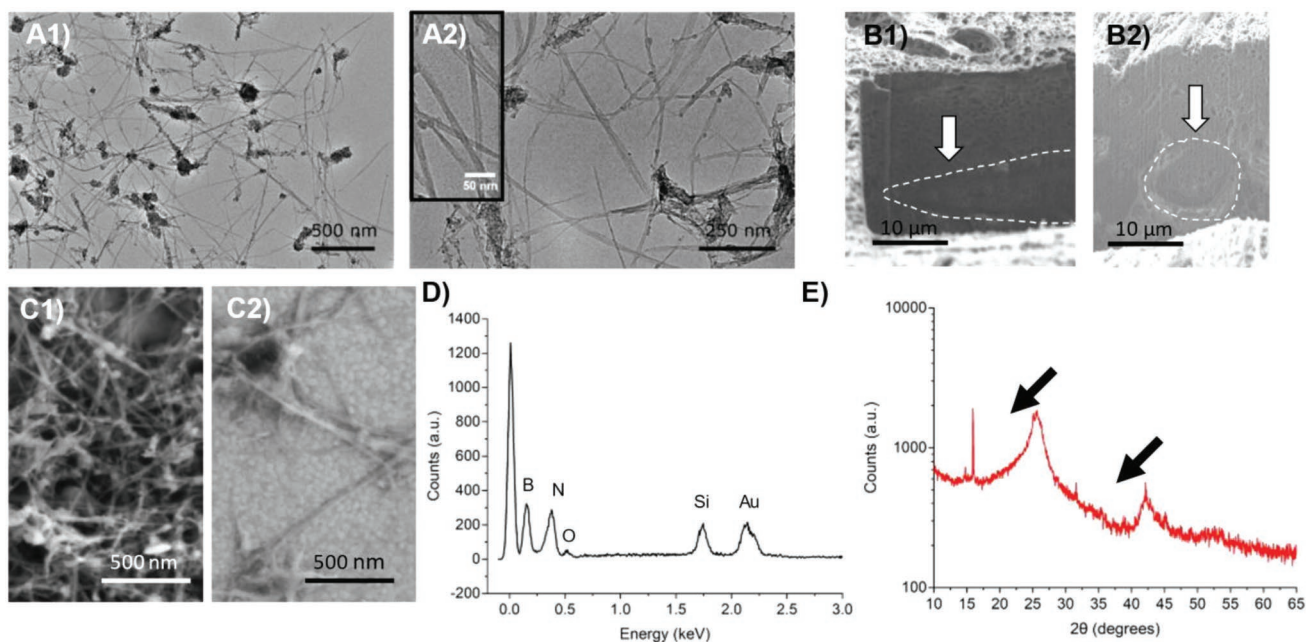 A1)
500 nm
A2)
50 nm
250 nm
B1)
10 µm
B2)
10 µm
C1)
500 nm
C2)
500 nm
D)
1400
1200
1000
800
600
400
200
0
-200
Counts (a.u.)
B
N
O
Si
Au
0.0 0.5 1.0 1.5 2.0 2.5 3.0
Energy (keV)
E)
10000
1000
100
Counts (a.u.)
10 15 20 25 30 35 40 45 50 55 60 65
2θ (degrees)